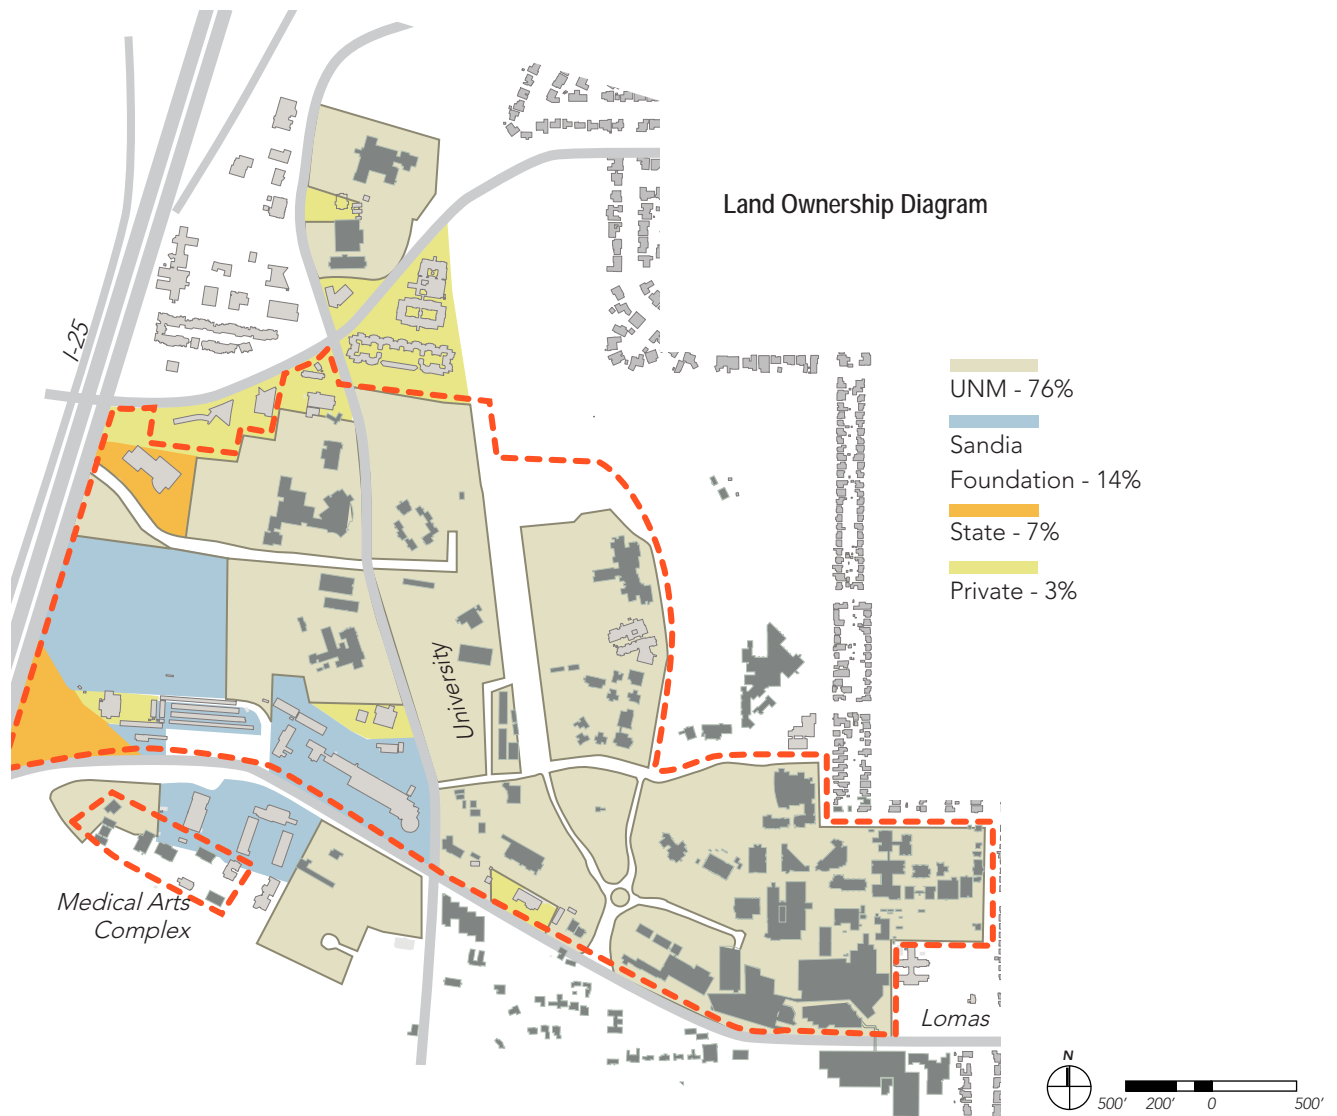 Land Ownership Diagram
I-25
UNM - 76%
Sandia
Foundation - 14%
State - 7%
Private - 3%
University
Medical Arts
Complex
Lomas
N
500' 200' 0 500'